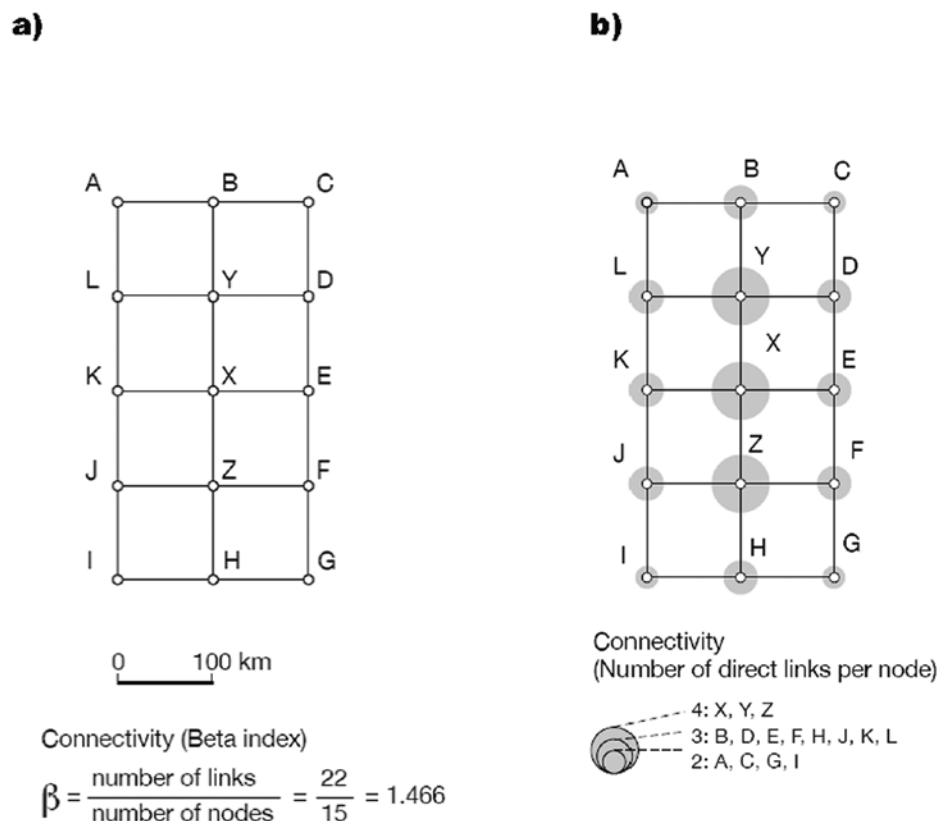 a)
A B C
L Y D
K X E
J Z F
I H G
0 100 km
Connectivity (Beta index)
β = number of links / number of nodes = 22 / 15 = 1.466
b)
A B C
L Y D
K X E
J Z F
I H G
Connectivity
(Number of direct links per node)
4: X, Y, Z
3: B, D, E, F, H, J, K, L
2: A, C, G, I